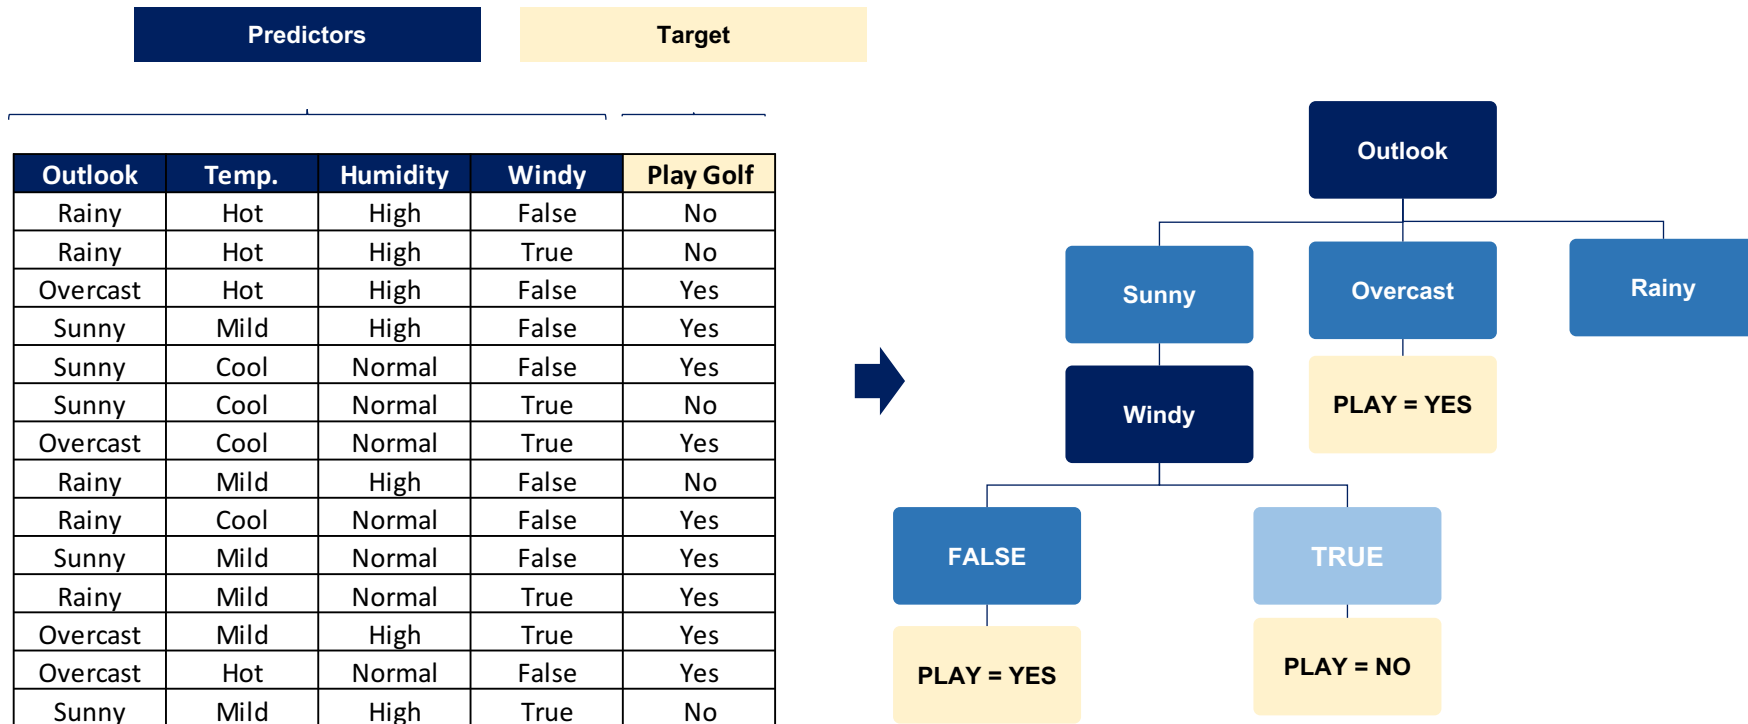 Predictors
Target
Outlook Temp. Humidity Windy Play Golf
Rainy Hot High False No
Rainy Hot High True No
Overcast Hot High False Yes
Sunny Mild High False Yes
Sunny Cool Normal False Yes
Sunny Cool Normal True No
Overcast Cool Normal True Yes
Rainy Mild High False No
Rainy Cool Normal False Yes
Sunny Mild Normal False Yes
Rainy Mild Normal True Yes
Overcast Mild High True Yes
Overcast Hot Normal False Yes
Sunny Mild High True No
Outlook
Sunny
Overcast
Rainy
Windy
PLAY = YES
FALSE
TRUE
PLAY = YES
PLAY = NO